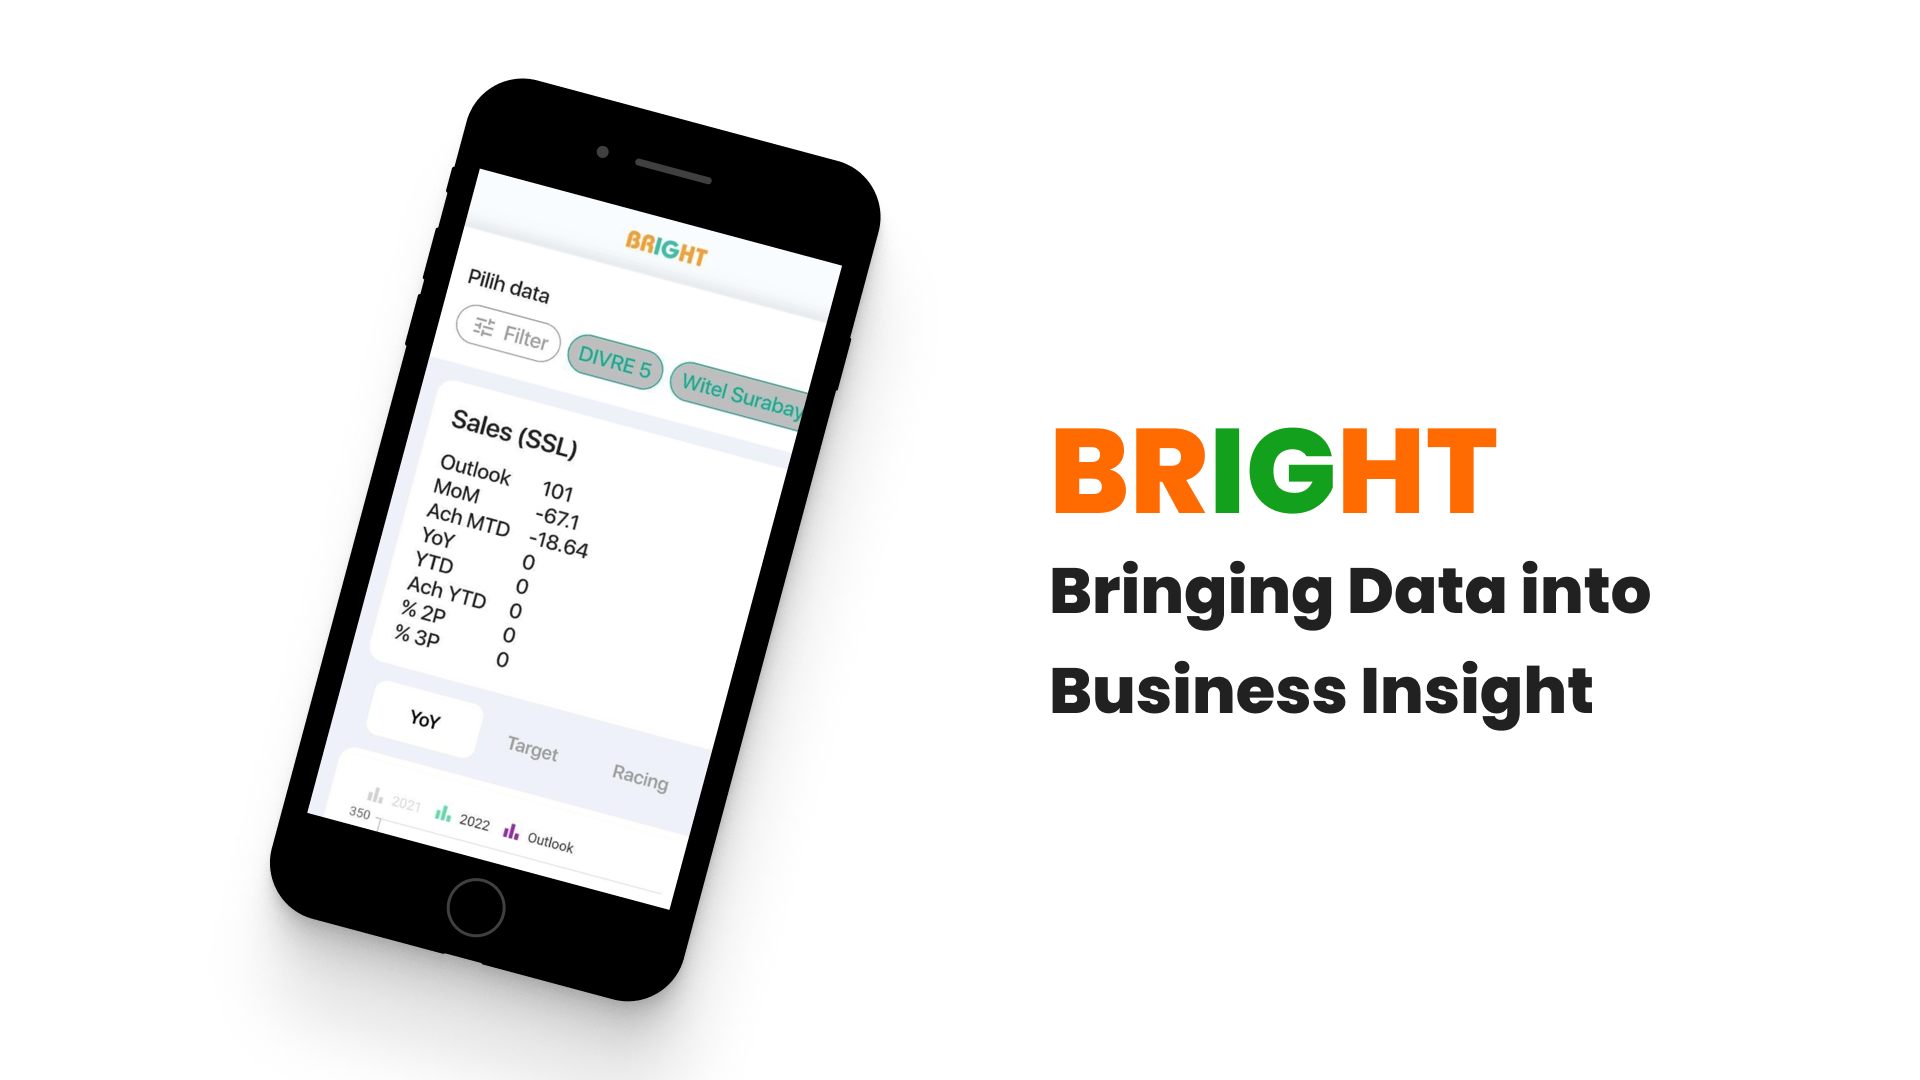 BRIGHT
Pilih data
Filter
DIVRE 5
Witel Surabay
Sales (SSL)
Outlook 101
MoM -67.1
Ach MTD -18.64
YoY 0
YTD 0
Ach YTD 0
% 2P 0
% 3P 0
YoY
Target
Racing
2021
2022
Outlook
350
BRIGHT
Bringing Data into
Business Insight